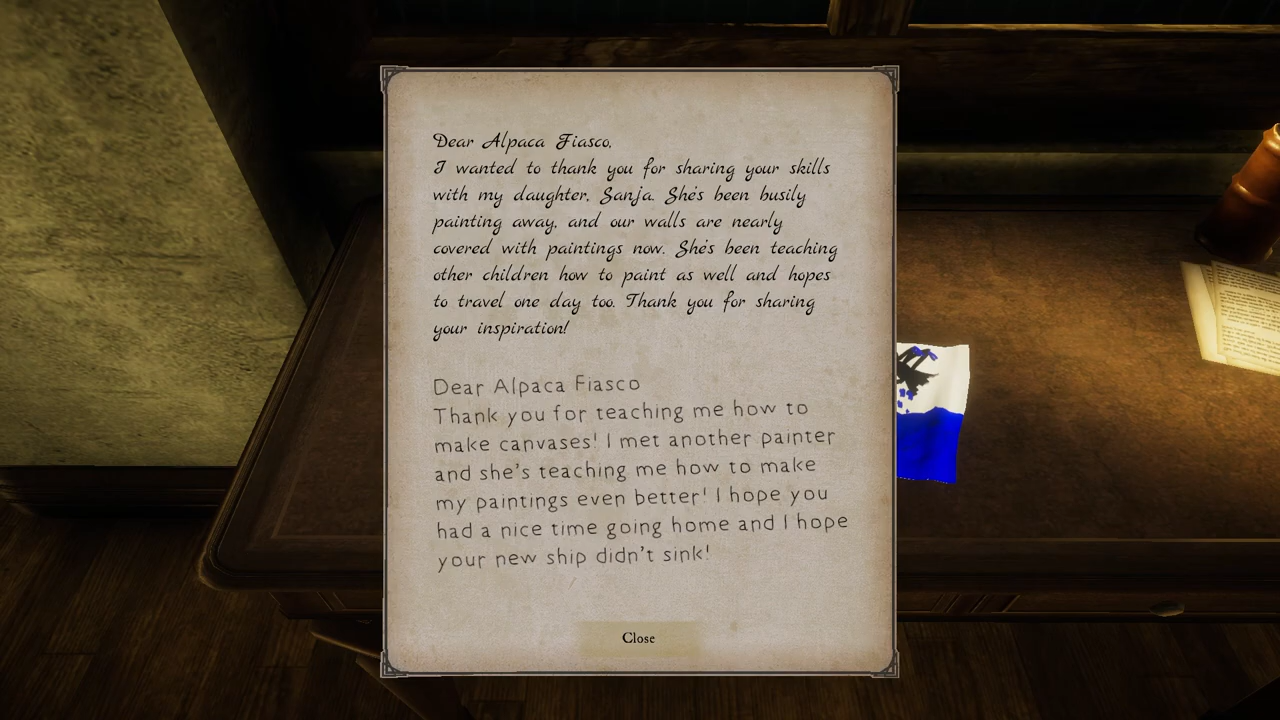 Dear Alpaca Fiasco,
I wanted to thank you for sharing your skills
with my daughter, Sanja. She's been busily
painting away, and our walls are nearly
covered with paintings now. She's been teaching
other children how to paint as well and hopes
to travel one day too. Thank you for sharing
your inspiration!
Dear Alpaca Fiasco
Thank you for teaching me how to
make canvases! I met another painter
and she's teaching me how to make
my paintings even better! I hope you
had a nice time going home and I hope
your new ship didn't sink!
Close